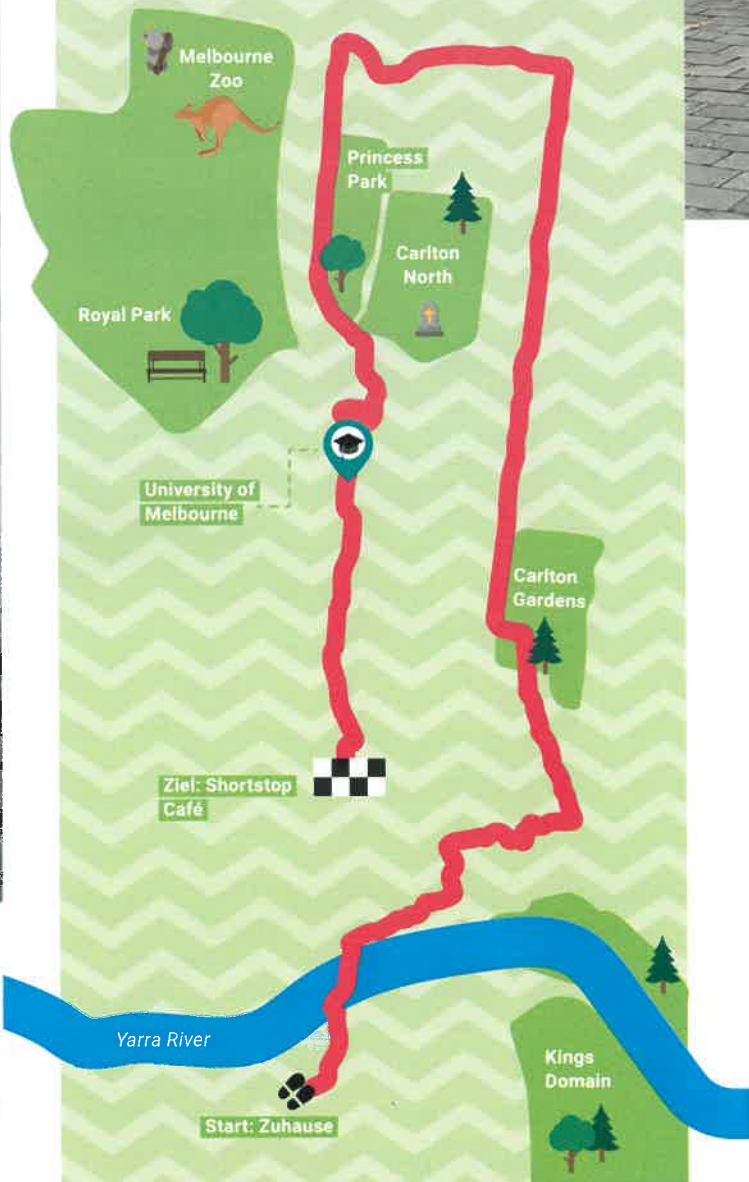 Melbourne
Zoo
Princess
Park
Carlton
North
Royal Park
University of
Melbourne
Carlton
Gardens
Ziel: Shortstop
Café
Yarra River
Kings
Domain
Start: Zuhause